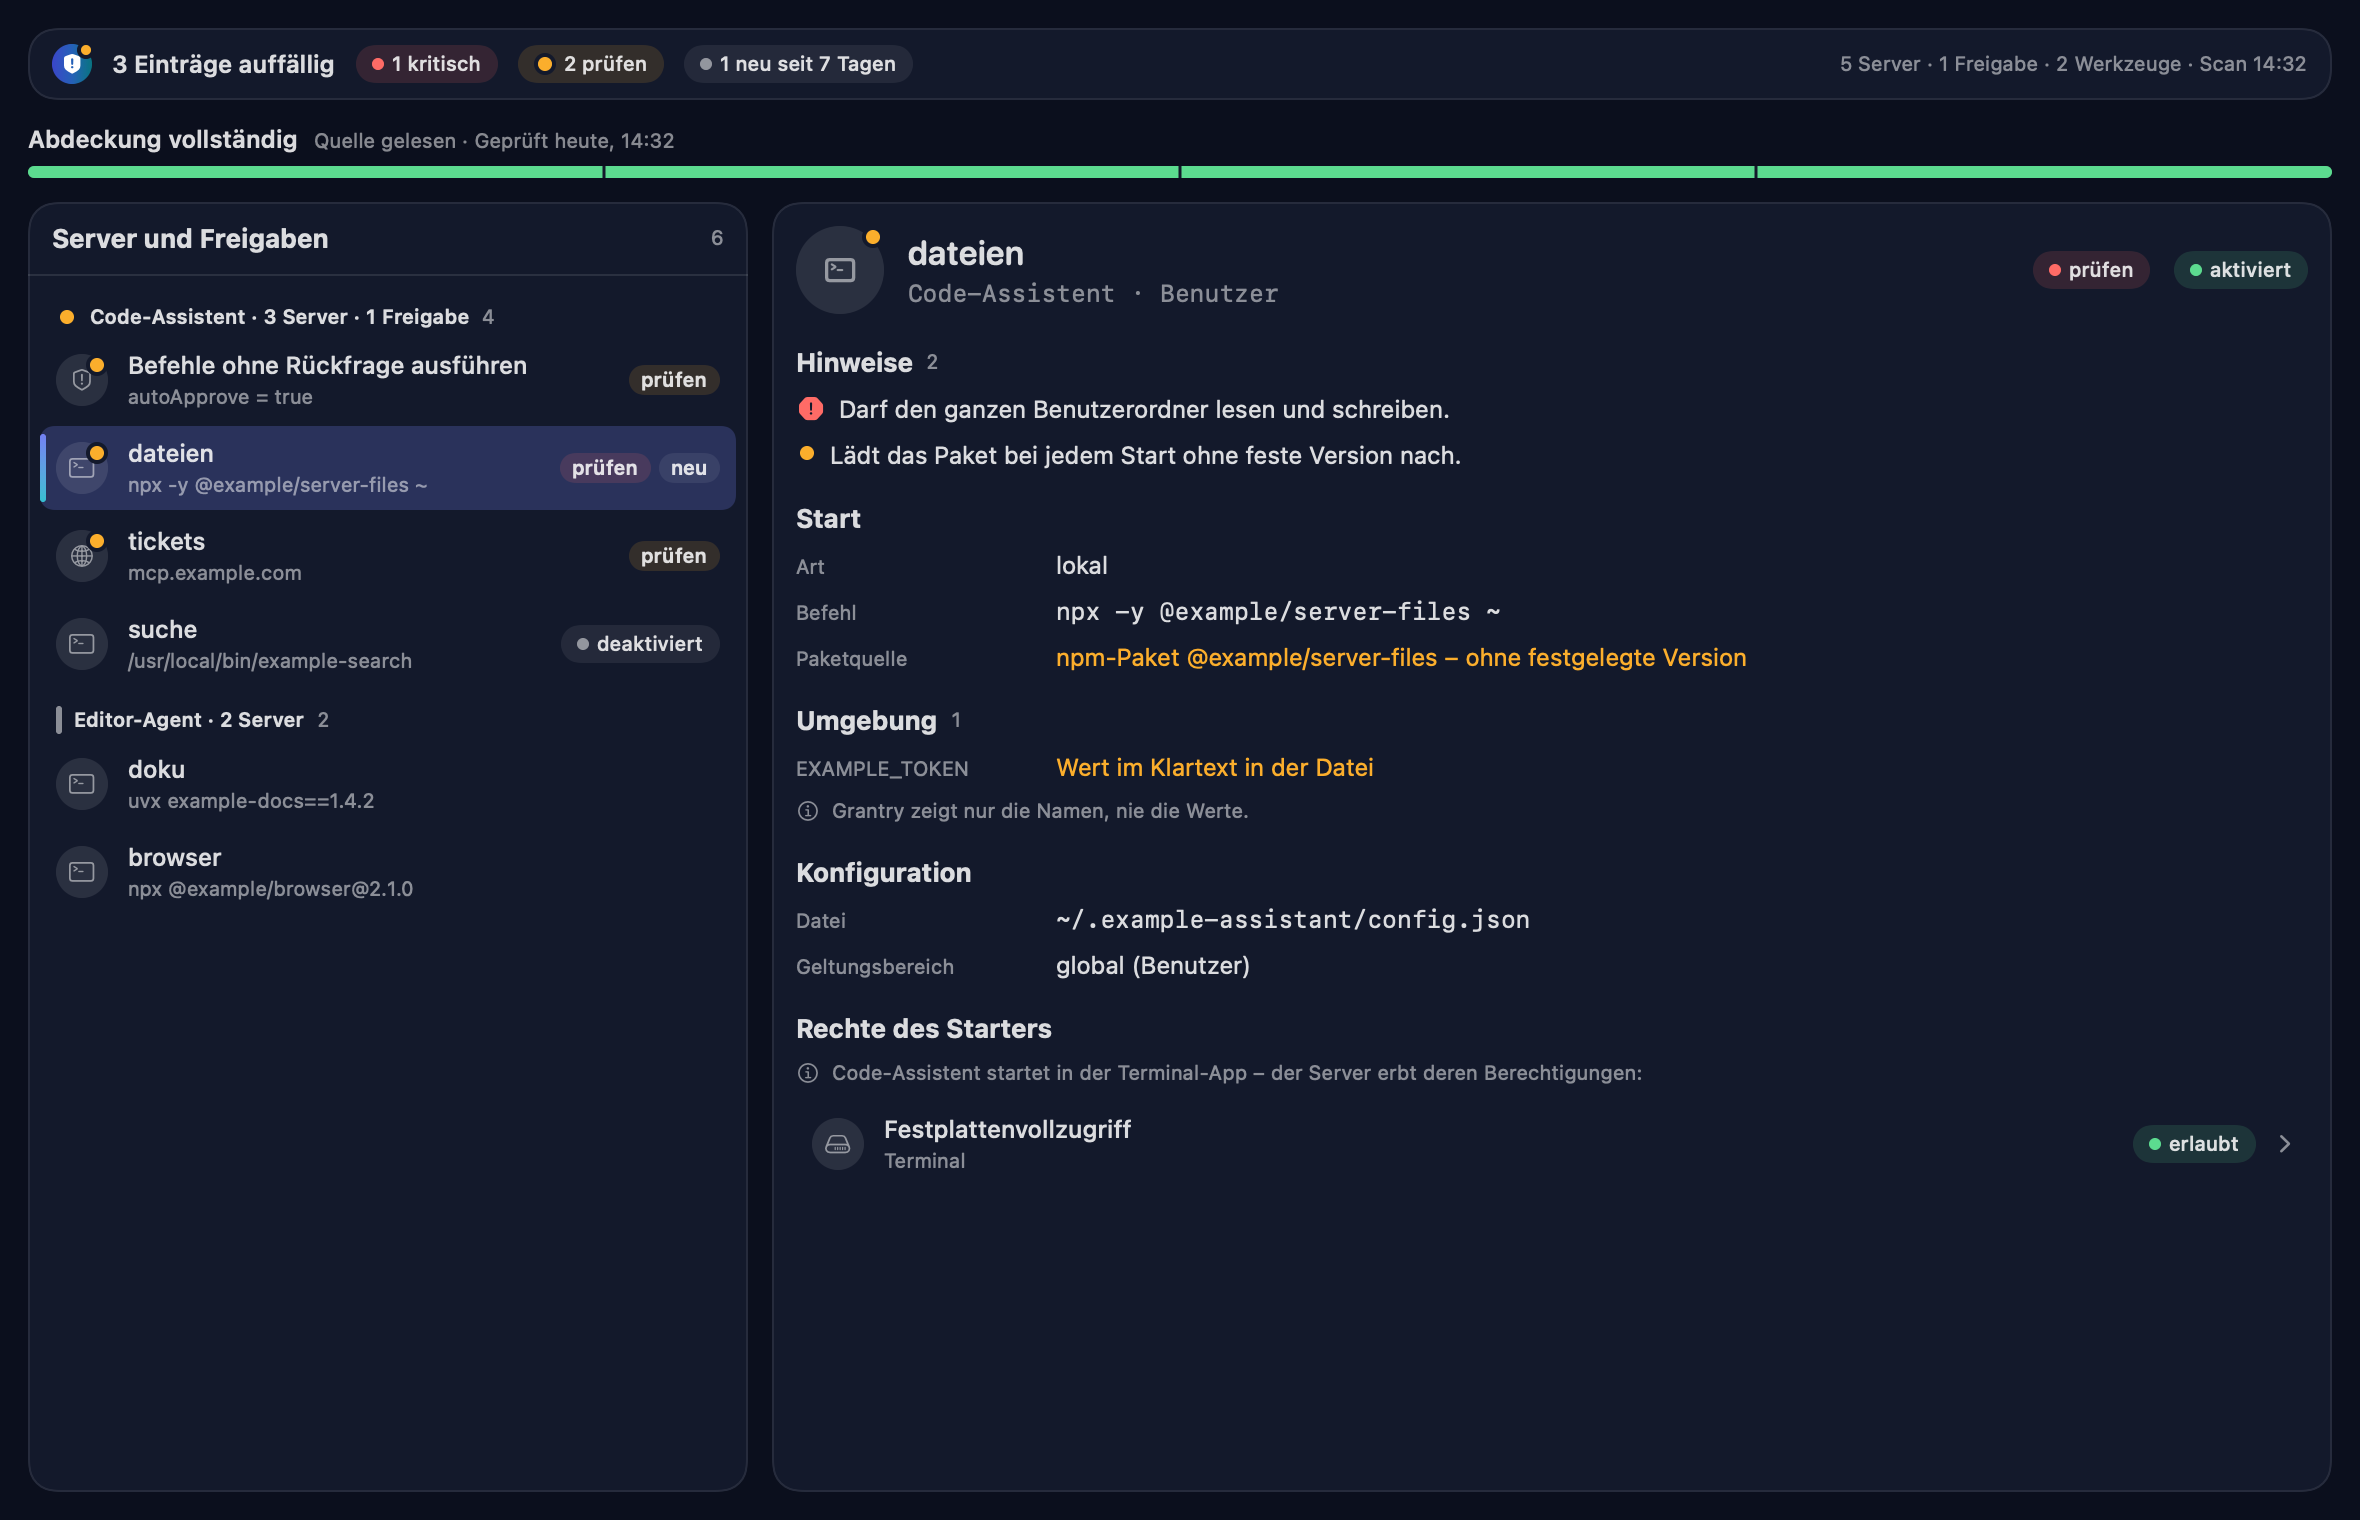 3 Einträge auffällig
1 kritisch
2 prüfen
1 neu seit 7 Tagen
5 Server · 1 Freigabe · 2 Werkzeuge · Scan 14:32
Abdeckung vollständig
Quelle gelesen · Geprüft heute, 14:32
Server und Freigaben
6
Code-Assistent · 3 Server · 1 Freigabe 4
Befehle ohne Rückfrage ausführen
autoApprove = true
prüfen
dateien
npx -y @example/server-files ~
prüfen
neu
tickets
mcp.example.com
prüfen
suche
/usr/local/bin/example-search
deaktiviert
Editor-Agent · 2 Server 2
doku
uvx example-docs==1.4.2
browser
npx @example/browser@2.1.0
dateien
Code-Assistent · Benutzer
prüfen
aktiviert
Hinweise 2
Darf den ganzen Benutzerordner lesen und schreiben.
Lädt das Paket bei jedem Start ohne feste Version nach.
Start
Art lokal
Befehl npx -y @example/server-files ~
Paketquelle npm-Paket @example/server-files – ohne festgelegte Version
Umgebung 1
EXAMPLE_TOKEN Wert im Klartext in der Datei
Grantry zeigt nur die Namen, nie die Werte.
Konfiguration
Datei ~/.example-assistant/config.json
Geltungsbereich global (Benutzer)
Rechte des Starters
Code-Assistent startet in der Terminal-App – der Server erbt deren Berechtigungen:
Festplattenvollzugriff
Terminal
erlaubt